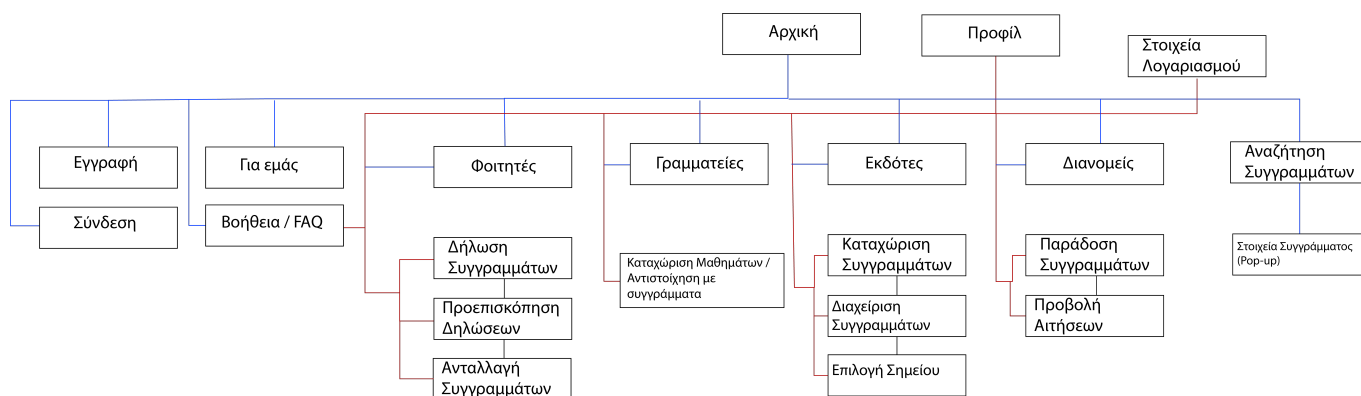 Αρχική
Προφίλ
Στοιχεία
Λογαριασμού
Εγγραφή
Για εμάς
Φοιτητές
Γραμματείες
Εκδότες
Διανομείς
Αναζήτηση
Συγγραμμάτων
Σύνδεση
Βοήθεια / FAQ
Δήλωση
Συγγραμμάτων
Καταχώριση Μαθημάτων /
Αντιστοίχηση με
συγγράμματα
Καταχώριση
Συγγραμμάτων
Παράδοση
Συγγραμμάτων
Στοιχεία Συγγράμματος
(Pop-up)
Προεπισκόπηση
Δηλώσεων
Διαχείριση
Συγγραμμάτων
Προβολή
Αιτήσεων
Ανταλλαγή
Συγγραμμάτων
Επιλογή Σημείου